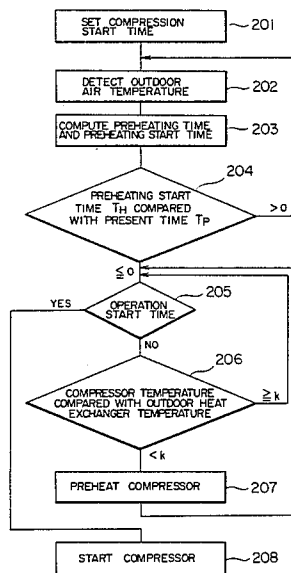 SET COMPRESSION
START TIME
201
DETECT OUTDOOR
AIR TEMPERATURE
202
COMPUTE PREHEATING TIME
AND PREHEATING START TIME
203
204
PREHEATING START
TIME TH COMPARED
WITH PRESENT TIME TP
>0
≦0
205
YES
OPERATION
START TIME
NO
206
COMPRESSOR TEMPERATURE
COMPARED WITH OUTDOOR HEAT
EXCHANGER TEMPERATURE
≧k
<k
PREHEAT COMPRESSOR
207
START COMPRESSOR
208